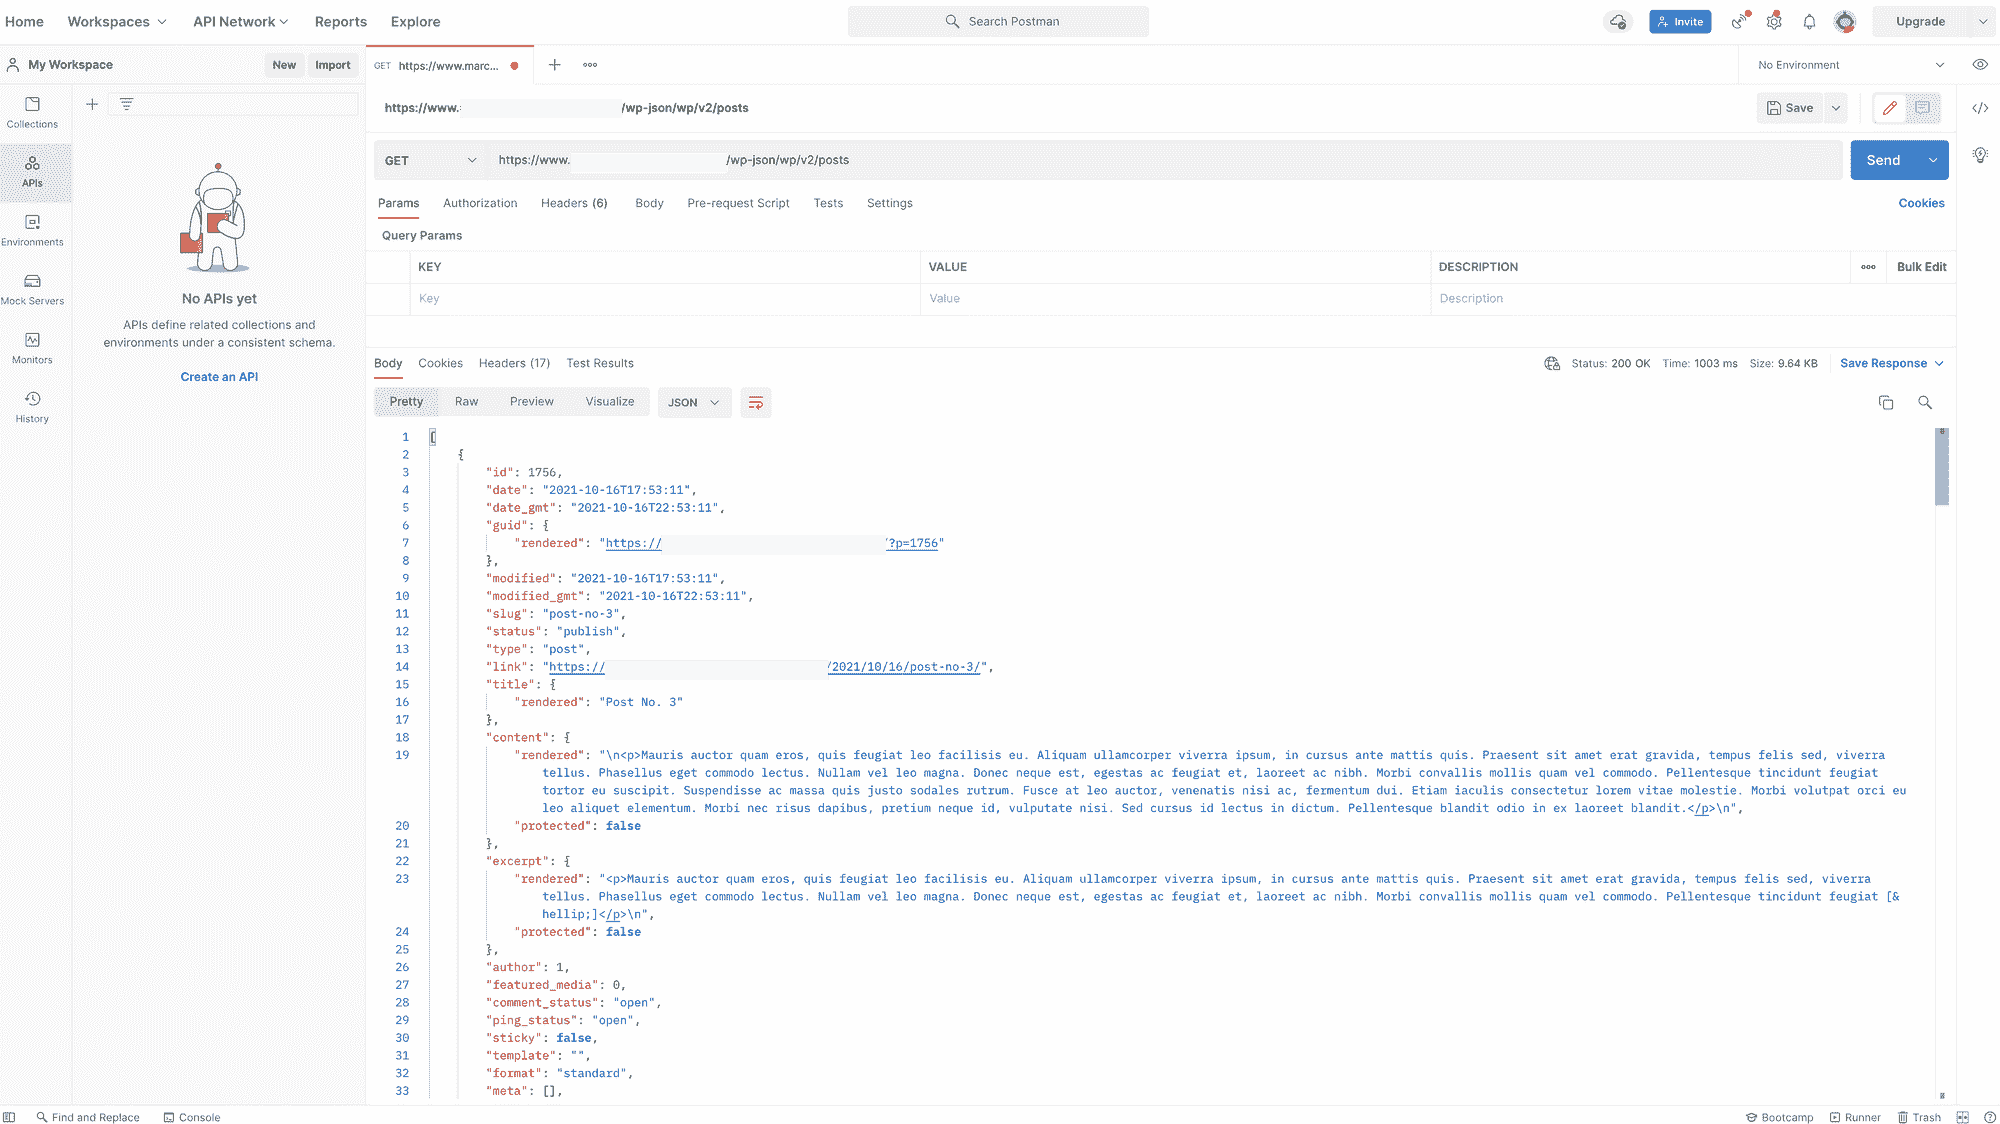 Home Workspaces API Network Reports Explore Search Postman Invite Upgrade
My Workspace New Import GET https://www.marc... No Environment
Collections
https://www. /wp-json/wp/v2/posts Save
APIs
GET https://www. /wp-json/wp/v2/posts Send
Params Authorization Headers (6) Body Pre-request Script Tests Settings Cookies
Environments
Query Params
KEY VALUE DESCRIPTION Bulk Edit
Key Value Description
Mock Servers
No APIs yet
APIs define related collections and
environments under a consistent schema.
Create an API
Monitors
History
Body Cookies Headers (17) Test Results Status: 200 OK Time: 1003 ms Size: 9.64 KB Save Response
Pretty Raw Preview Visualize JSON
1 [
2 {
3 "id": 1756,
4 "date": "2021-10-16T17:53:11",
5 "date_gmt": "2021-10-16T22:53:11",
6 "guid": {
7 "rendered": "https:// /?p=1756"
8 },
9 "modified": "2021-10-16T17:53:11",
10 "modified_gmt": "2021-10-16T22:53:11",
11 "slug": "post-no-3",
12 "status": "publish",
13 "type": "post",
14 "link": "https:// /2021/10/16/post-no-3/",
15 "title": {
16 "rendered": "Post No. 3"
17 },
18 "content": {
19 "rendered": "\n<p>Mauris auctor quam eros, quis feugiat leo facilisis eu. Aliquam ullamcorper viverra ipsum, in cursus ante mattis quis. Praesent sit amet erat gravida, tempus felis sed, viverra
tellus. Phasellus eget commodo lectus. Nullam vel leo magna. Donec neque est, egestas ac feugiat et, laoreet ac nibh. Morbi convallis mollis quam vel commodo. Pellentesque tincidunt feugiat
tortor eu suscipit. Suspendisse ac massa quis justo sodales rutrum. Fusce at leo auctor, venenatis nisi ac, fermentum dui. Etiam iaculis consectetur lorem vitae molestie. Morbi volutpat orci eu
leo aliquet elementum. Morbi nec risus dapibus, pretium neque id, vulputate nisi. Sed cursus id lectus in dictum. Pellentesque blandit odio in ex laoreet blandit.</p>\n",
20 "protected": false
21 },
22 "excerpt": {
23 "rendered": "<p>Mauris auctor quam eros, quis feugiat leo facilisis eu. Aliquam ullamcorper viverra ipsum, in cursus ante mattis quis. Praesent sit amet erat gravida, tempus felis sed, viverra
tellus. Phasellus eget commodo lectus. Nullam vel leo magna. Donec neque est, egestas ac feugiat et, laoreet ac nibh. Morbi convallis mollis quam vel commodo. Pellentesque tincidunt feugiat [&
hellip;]</p>\n",
24 "protected": false
25 },
26 "author": 1,
27 "featured_media": 0,
28 "comment_status": "open",
29 "ping_status": "open",
30 "sticky": false,
31 "template": "",
32 "format": "standard",
33 "meta": [],
Find and Replace Console Bootcamp Runner Trash